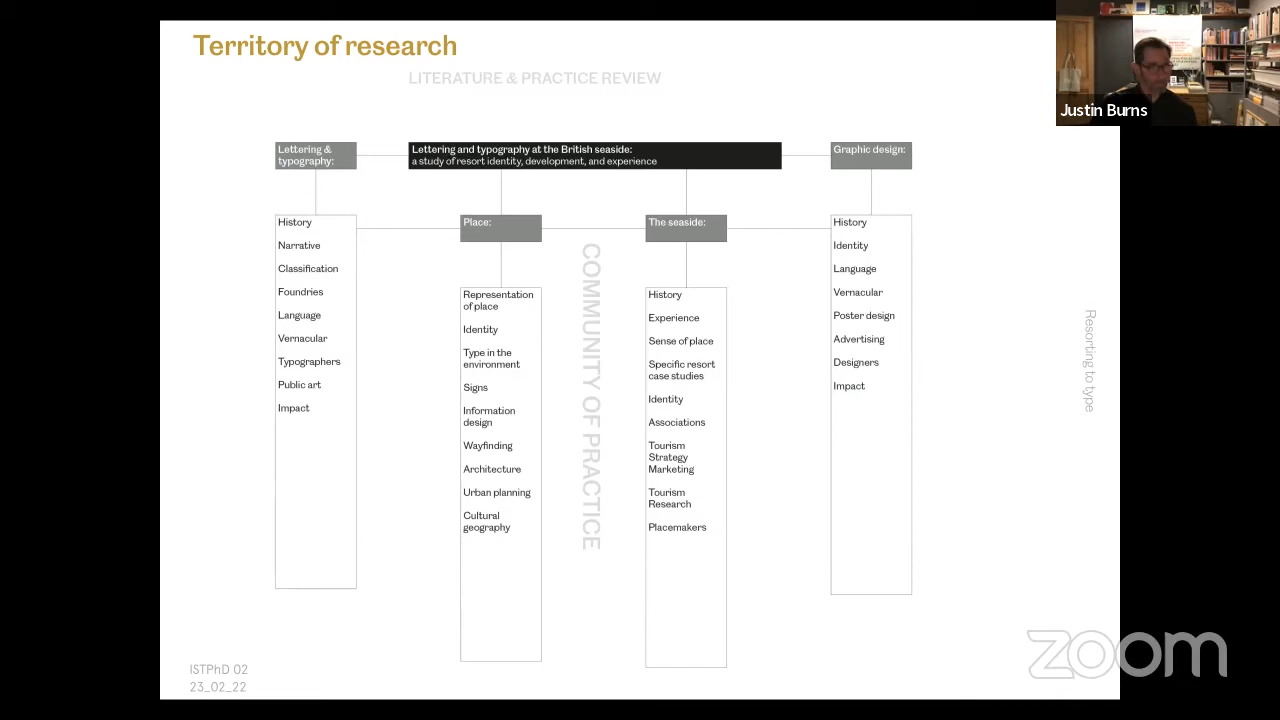 Territory of research
LITERATURE & PRACTICE REVIEW
Justin Burns
Lettering &
typography:
Lettering and typography at the British seaside:
a study of resort identity, development, and experience
Graphic design:
History
Narrative
Classification
Foundries
Language
Vernacular
Typographers
Public art
Impact
Place:
Representation
of place
Identity
Type in the
environment
Signs
Information
design
Wayfinding
Architecture
Urban planning
Cultural
geography
COMMUNITY OF PRACTICE
The seaside:
History
Experience
Sense of place
Specific resort
case studies
Identity
Associations
Tourism
Strategy
Marketing
Tourism
Research
Placemakers
History
Identity
Language
Vernacular
Poster design
Advertising
Designers
Impact
Resorting to type
ISTPhD 02
23_02_22
zoom